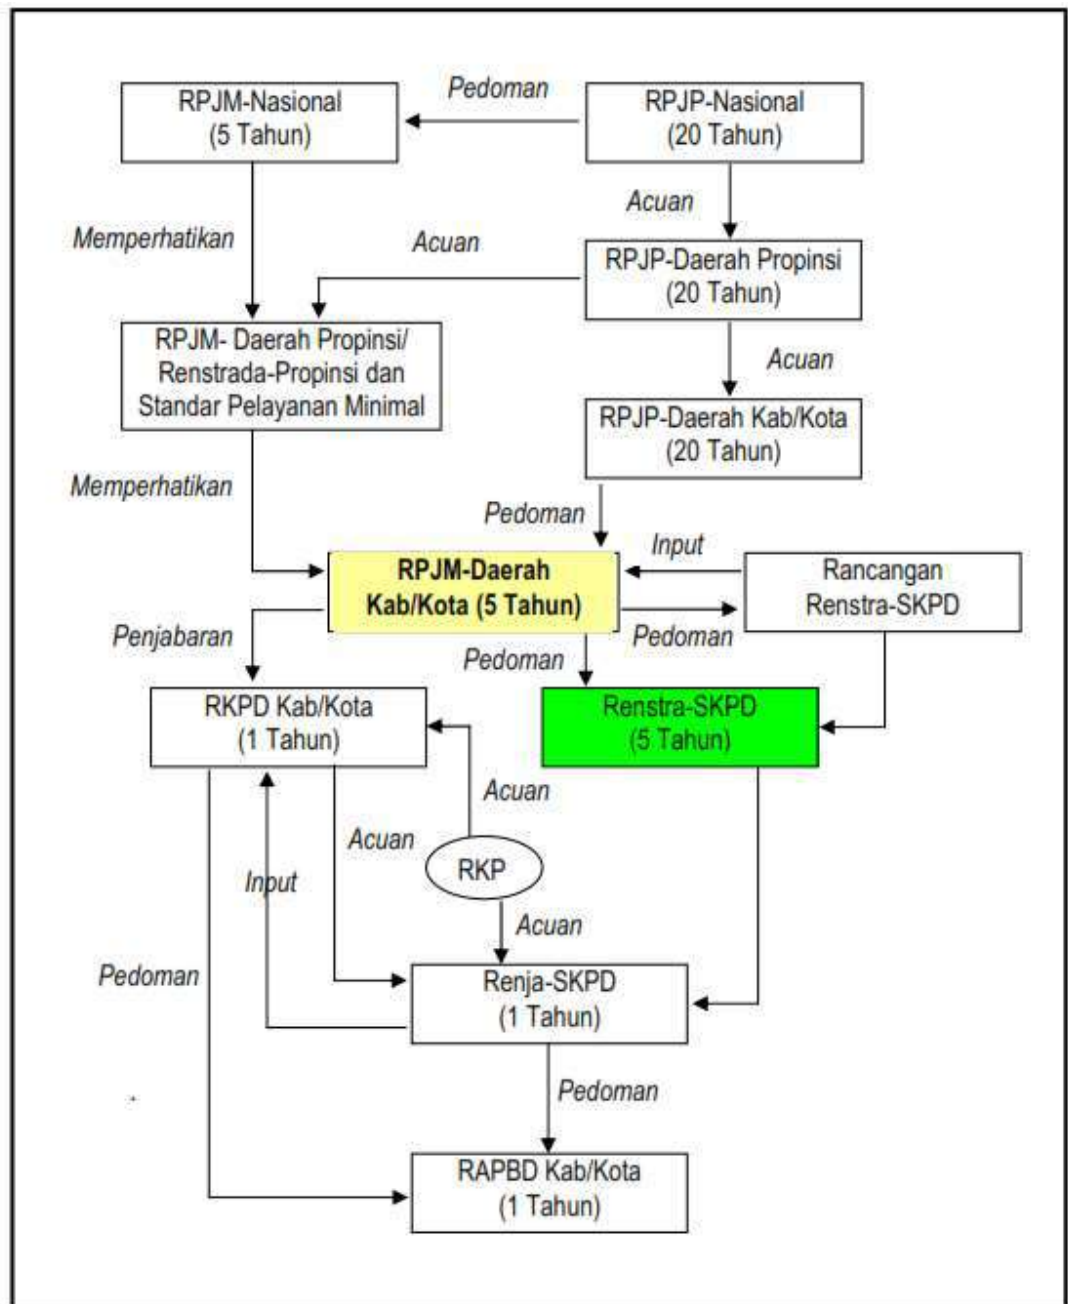 Pedoman
RPJM-Nasional
(5 Tahun)
RPJP-Nasional
(20 Tahun)
Acuan
Memperhatikan
Acuan
RPJP-Daerah Propinsi
(20 Tahun)
RPJM- Daerah Propinsi/
Renstrada-Propinsi dan
Standar Pelayanan Minimal
Acuan
RPJP-Daerah Kab/Kota
(20 Tahun)
Memperhatikan
Pedoman
Input
RPJM-Daerah
Kab/Kota (5 Tahun)
Rancangan
Renstra-SKPD
Penjabaran
Pedoman
Pedoman
RKPD Kab/Kota
(1 Tahun)
Renstra-SKPD
(5 Tahun)
Acuan
Acuan
RKP
Input
Acuan
Pedoman
Renja-SKPD
(1 Tahun)
Pedoman
RAPBD Kab/Kota
(1 Tahun)